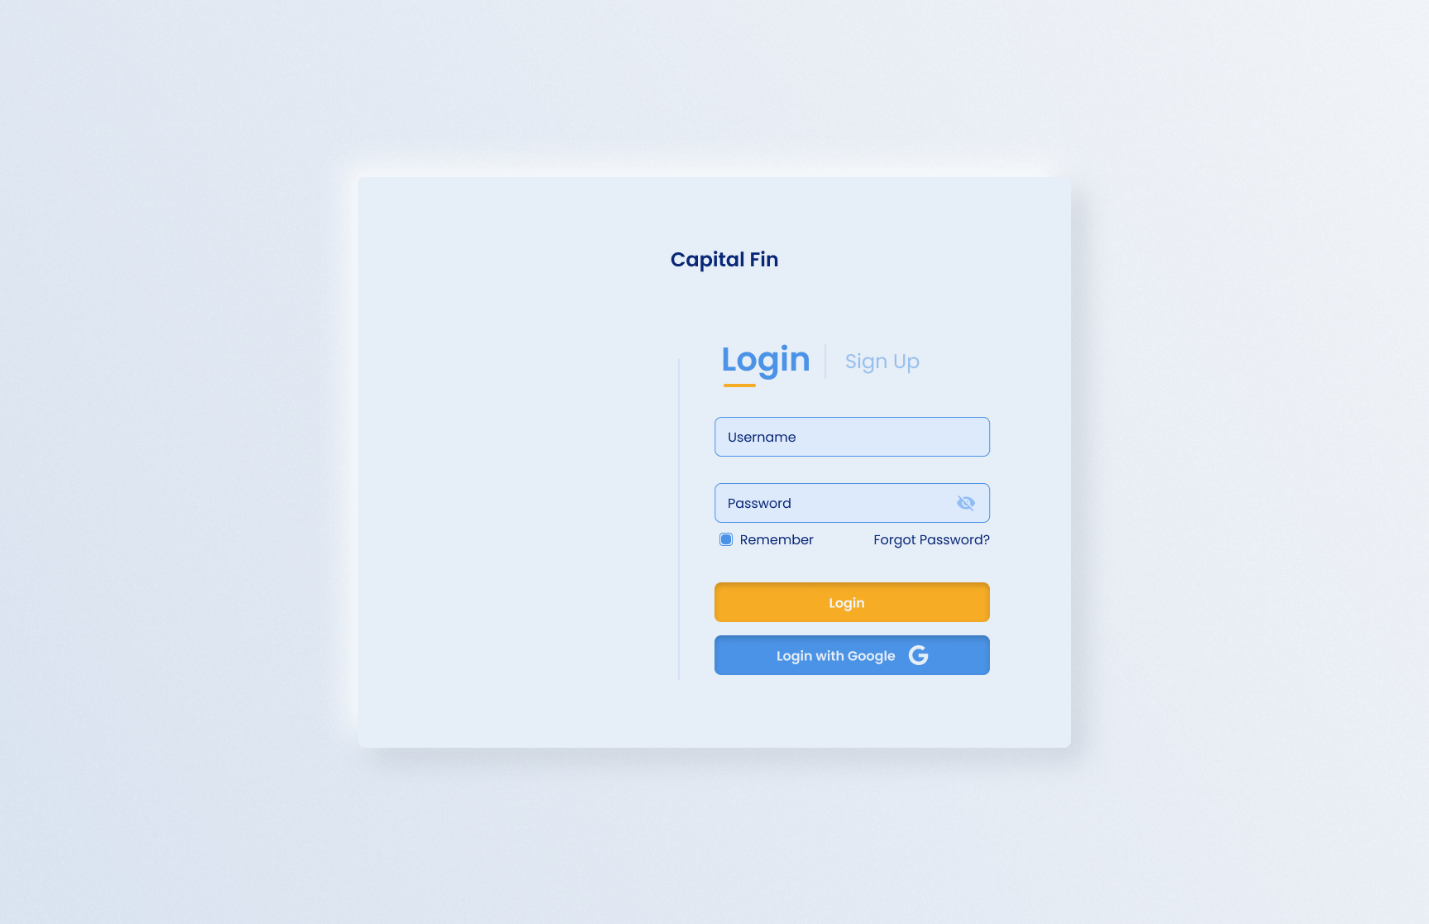 Capital Fin
Login
Sign Up
Username
Password
Remember
Forgot Password?
Login
Login with Google